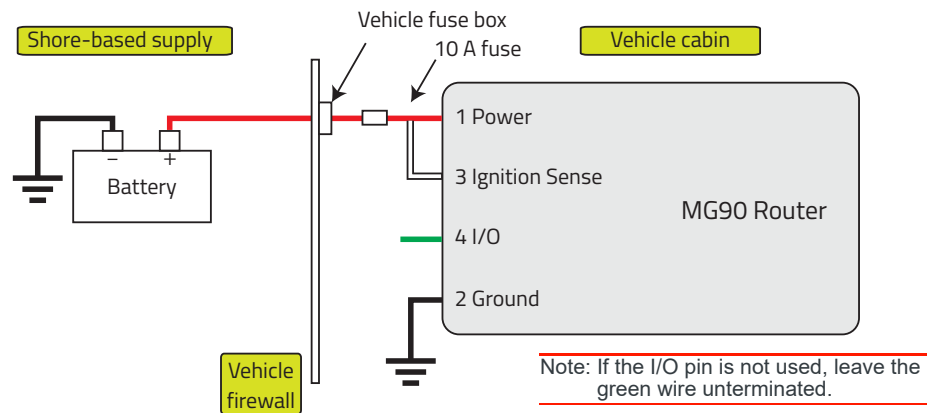 Vehicle fuse box
Shore-based supply
10 A fuse
Vehicle cabin
1 Power
– +
Battery
3 Ignition Sense
MG90 Router
4 I/O
2 Ground
Vehicle
firewall
Note: If the I/O pin is not used, leave the
green wire unterminated.